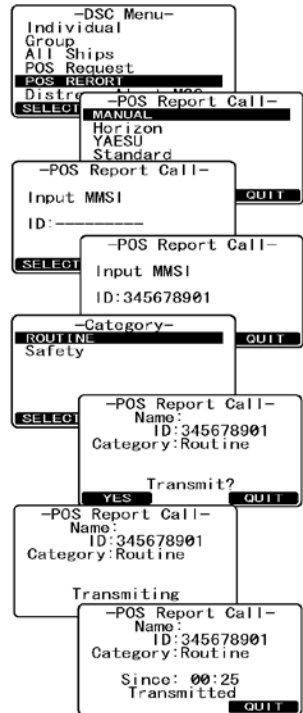 -DSC Menu-
Individual
Group
All Ships
POS Request
POS RERORT
SELECT
-POS Report Call-
MANUAL
Horizon
YAESU
Standard
QUIT
-POS Report Call-
Input MMSI
ID:---------
SELECT
-POS Report Call-
Input MMSI
ID:345678901
QUIT
-Category-
ROUTINE
Safety
SELECT
-POS Report Call-
Name:
ID:345678901
Category:Routine
Transmit?
YES QUIT
-POS Report Call-
Name:
ID:345678901
Category:Routine
Transmiting
-POS Report Call-
Name:
ID:345678901
Category:Routine
Since: 00:25
Transmitted
QUIT